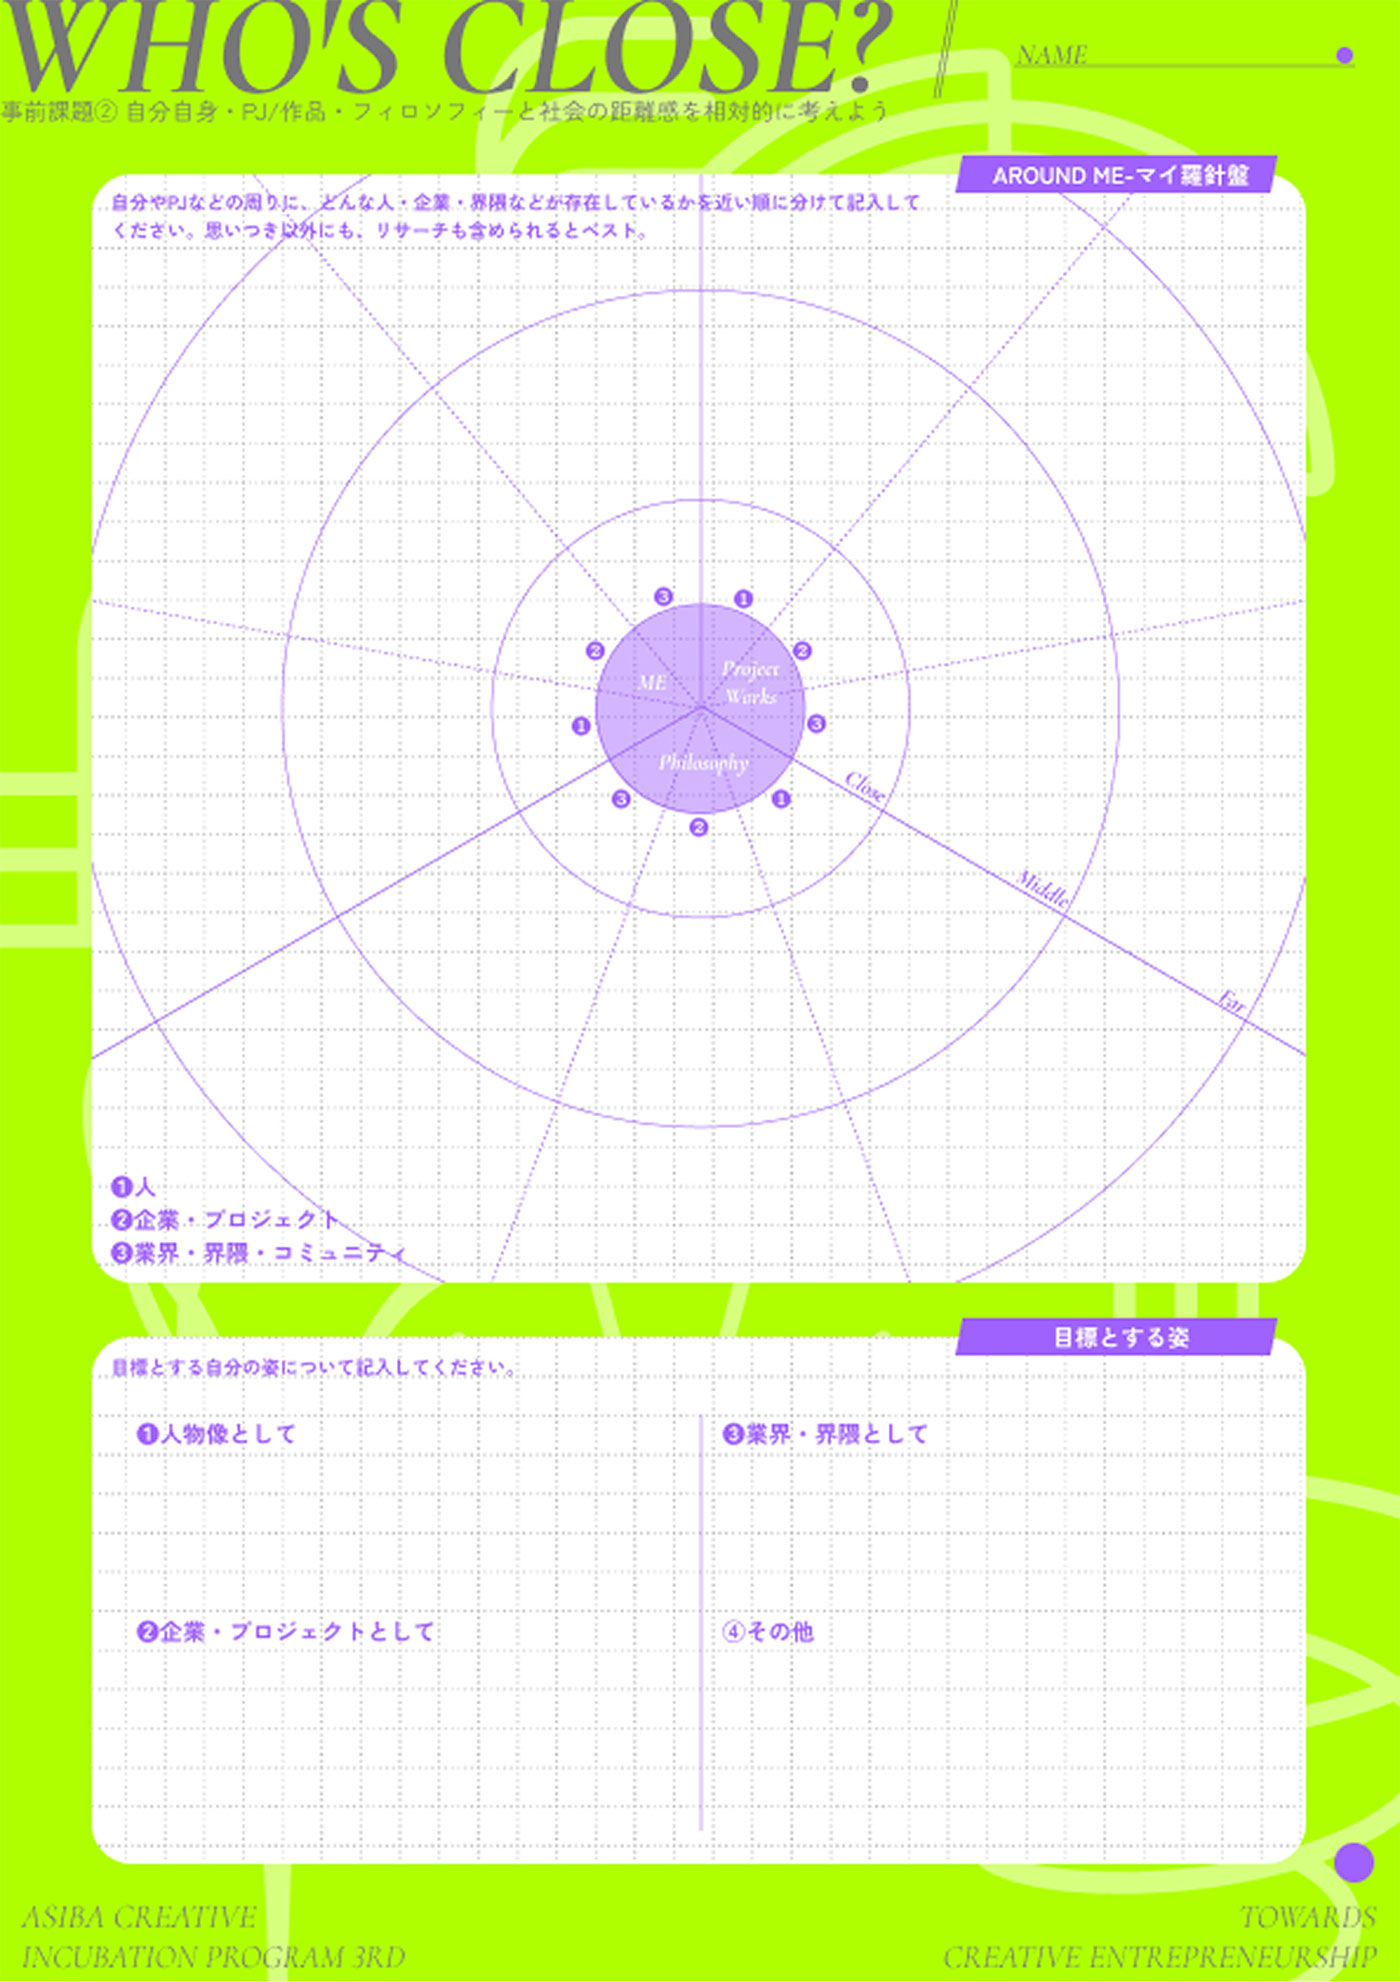 WHO'S CLOSE?
NAME
事前課題② 自分自身・PJ/作品・フィロソフィーと社会の距離感を相対的に考えよう
AROUND ME-マイ羅針盤
自分やPJなどの周りに、どんな人・企業・界隈などが存在しているかを近い順に分けて記入して
ください。思いつき以外にも、リサーチも含められるとベスト。
❸ ❶
❷ ❷
ME
Project
Works
❶ ❸
Philosophy
Close
❸ ❶
❷
Middle
Far
❶人
❷企業・プロジェクト
❸業界・界隈・コミュニティ
目標とする姿
目標とする自分の姿について記入してください。
❶人物像として
❸業界・界隈として
❷企業・プロジェクトとして
④その他
ASIBA CREATIVE
INCUBATION PROGRAM 3RD
TOWARDS
CREATIVE ENTREPRENEURSHIP